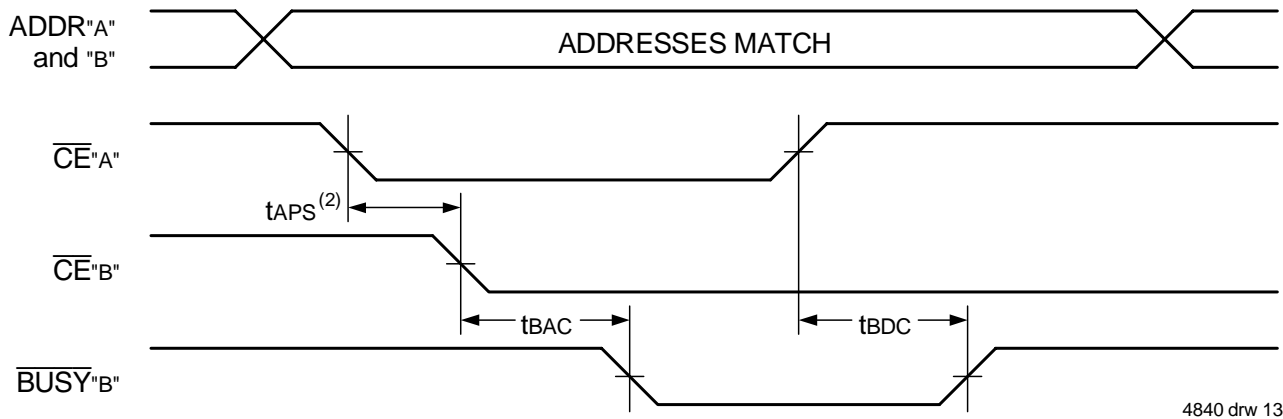 ADDR"A"
and "B"
ADDRESSES MATCH
CE"A"
tAPS(2)
CE"B"
tBAC
tBDC
BUSY"B"
4840 drw 13